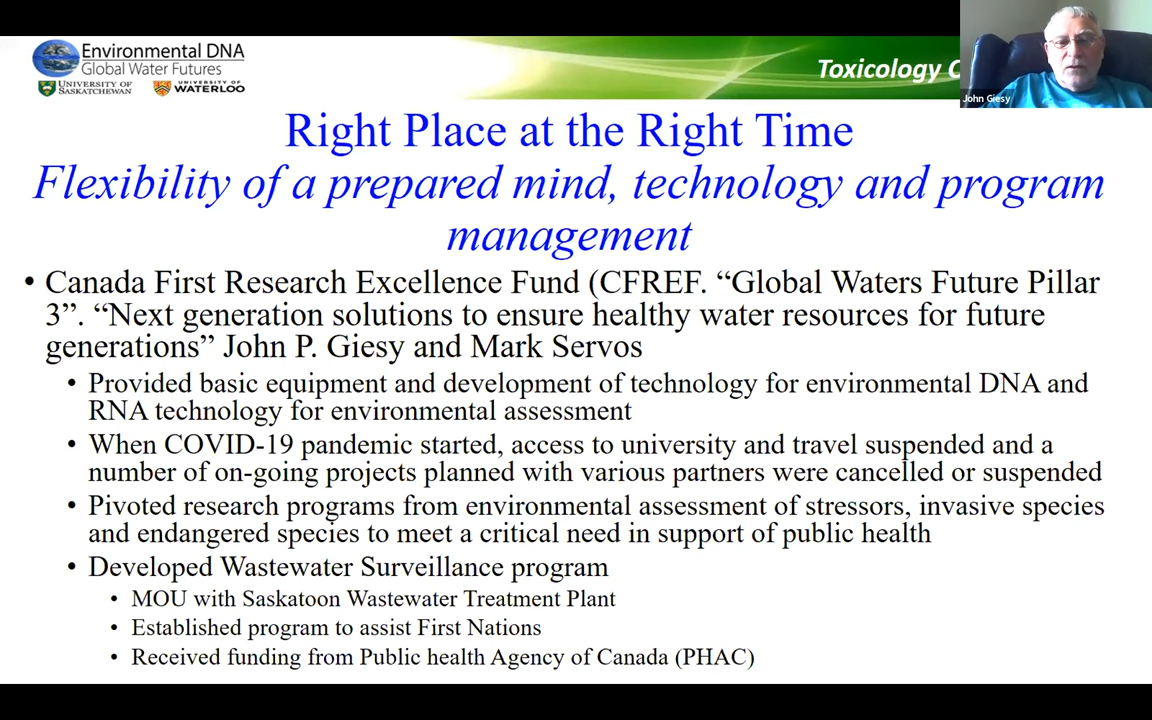 Environmental DNA
Global Water Futures
UNIVERSITY OF
SASKATCHEWAN
UNIVERSITY OF
WATERLOO
Toxicology
John Giesy
Right Place at the Right Time
Flexibility of a prepared mind, technology and program
management
• Canada First Research Excellence Fund (CFREF. “Global Waters Future Pillar
3”. “Next generation solutions to ensure healthy water resources for future
generations” John P. Giesy and Mark Servos
• Provided basic equipment and development of technology for environmental DNA and
RNA technology for environmental assessment
• When COVID-19 pandemic started, access to university and travel suspended and a
number of on-going projects planned with various partners were cancelled or suspended
• Pivoted research programs from environmental assessment of stressors, invasive species
and endangered species to meet a critical need in support of public health
• Developed Wastewater Surveillance program
• MOU with Saskatoon Wastewater Treatment Plant
• Established program to assist First Nations
• Received funding from Public health Agency of Canada (PHAC)